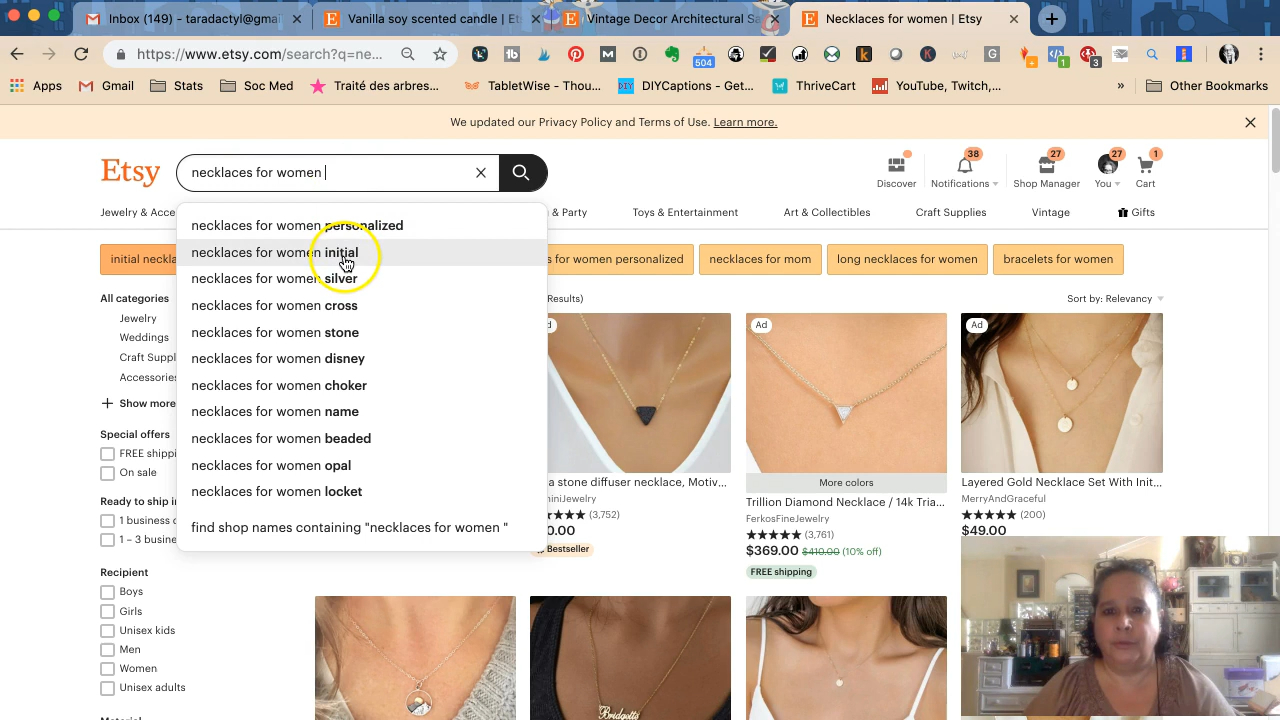 Inbox (149) - taradactyl@gmai
Vanilla soy scented candle | Ets
Vintage Decor Architectural Sa
Necklaces for women | Etsy
https://www.etsy.com/search?q=ne...
504
1
3
Apps
Gmail
Stats
Soc Med
Traité des arbres...
TabletWise - Thou...
DIYCaptions - Get...
ThriveCart
YouTube, Twitch,...
»
Other Bookmarks
We updated our Privacy Policy and Terms of Use. Learn more.
Etsy
necklaces for women
38
27
27
1
Discover
Notifications
Shop Manager
You
Cart
Jewelry & Acce
& Party
Toys & Entertainment
Art & Collectibles
Craft Supplies
Vintage
Gifts
necklaces for women personalized
necklaces for women initial
necklaces for women silver
necklaces for women cross
necklaces for women stone
necklaces for women disney
necklaces for women choker
necklaces for women name
necklaces for women beaded
necklaces for women opal
necklaces for women locket
find shop names containing "necklaces for women "
initial neckla
s for women personalized
necklaces for mom
long necklaces for women
bracelets for women
All categories
Jewelry
Weddings
Craft Suppl
Accessories
Show more
Special offers
FREE shippi
On sale
Ready to ship in
1 business d
1 – 3 busine
Recipient
Boys
Girls
Unisex kids
Men
Women
Unisex adults
Material
Results)
Sort by: Relevancy
a stone diffuser necklace, Motiv...
miniJewelry
(3,752)
0.00
Bestseller
Ad
More colors
Trillion Diamond Necklace / 14k Tria...
FerkosFineJewelry
(3,761)
$369.00 $410.00 (10% off)
FREE shipping
Ad
Layered Gold Necklace Set With Init...
MerryAndGraceful
(200)
$49.00